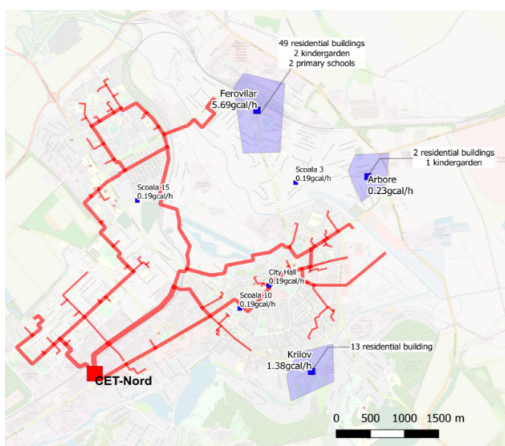 49 residential buildings
2 kindergarden
2 primary schools
Ferovilar
5.69gcal/h
2 residential buildings
1 kindergarden
Scoala 3
0.19gcal/h
Arbore
0.23gcal/h
Scoala 15
0.19gcal/h
City Hall
0.19gcal/h
Scoala 10
0.19gcal/h
Krilov
1.38gcal/h
13 residential building
CET-Nord
0 500 1000 1500 m